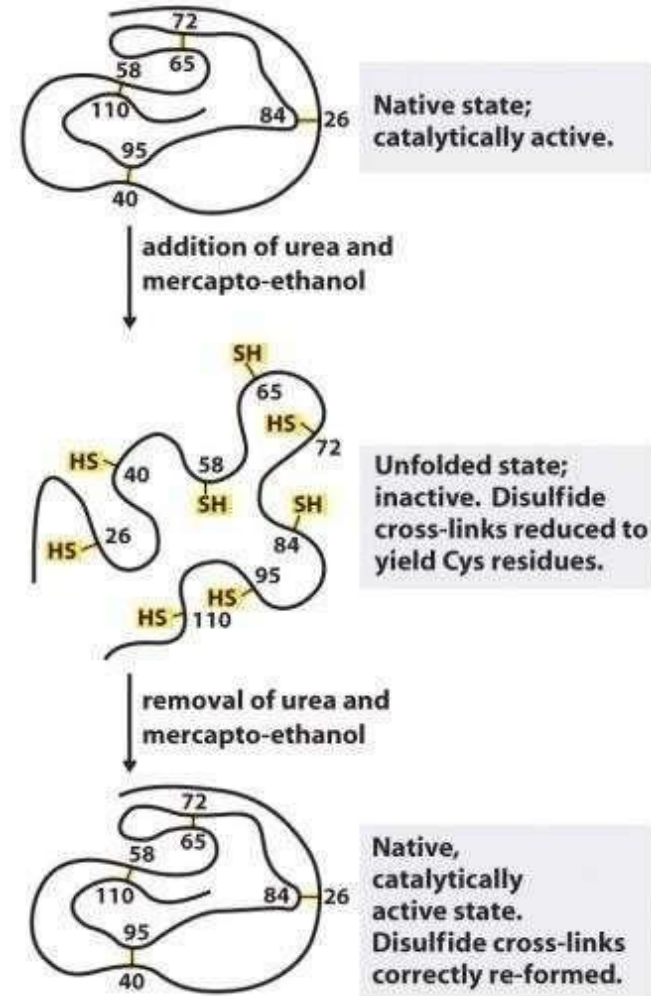 72
58
65
110
84
26
95
40
Native state;
catalytically active.
addition of urea and
mercapto-ethanol
SH
65
HS
72
HS
40
58
SH
SH
84
HS
26
95
HS
HS
110
Unfolded state;
inactive. Disulfide
cross-links reduced to
yield Cys residues.
removal of urea and
mercapto-ethanol
72
58
65
110
84
26
95
40
Native,
catalytically
active state.
Disulfide cross-links
correctly re-formed.